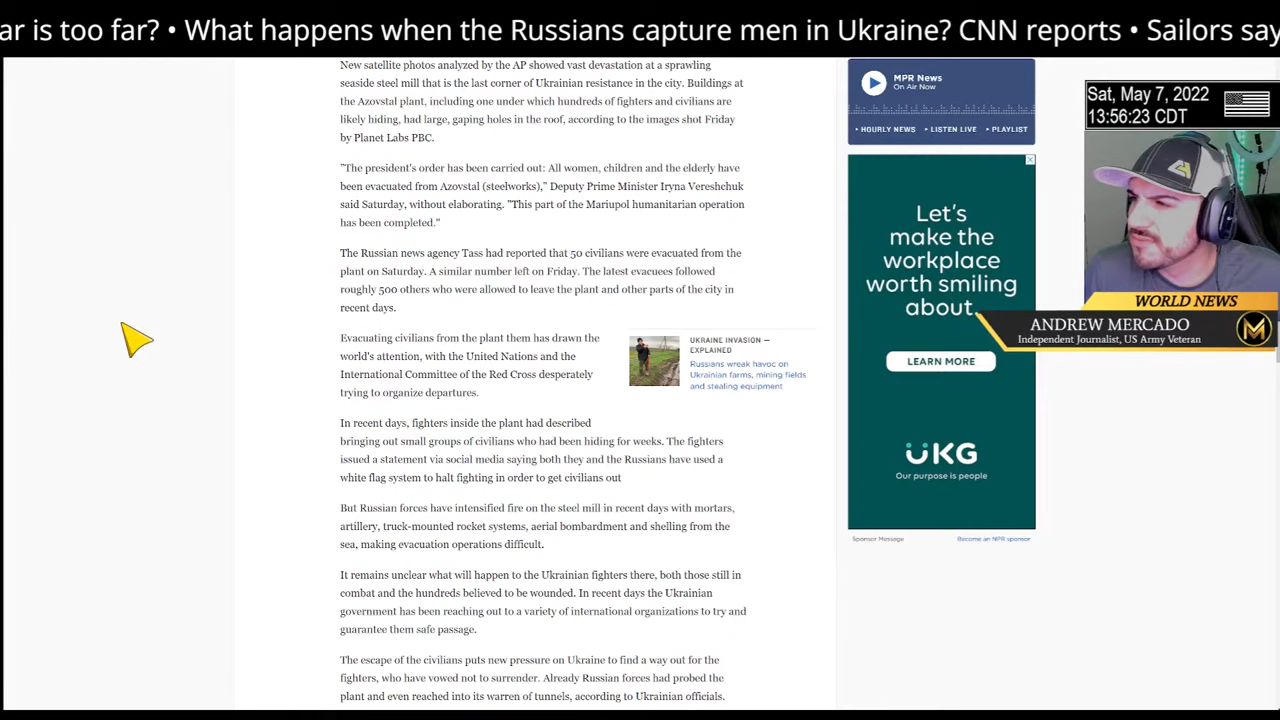 ar is too far? • What happens when the Russians capture men in Ukraine? CNN reports • Sailors say
New satellite photos analyzed by the AP showed vast devastation at a sprawling
seaside steel mill that is the last corner of Ukrainian resistance in the city. Buildings at
the Azovstal plant, including one under which hundreds of fighters and civilians are
likely hiding, had large, gaping holes in the roof, according to the images shot Friday
by Planet Labs PBC.
"The president's order has been carried out: All women, children and the elderly have
been evacuated from Azovstal (steelworks)," Deputy Prime Minister Iryna Vereshchuk
said Saturday, without elaborating. "This part of the Mariupol humanitarian operation
has been completed."
The Russian news agency Tass had reported that 50 civilians were evacuated from the
plant on Saturday. A similar number left on Friday. The latest evacuees followed
roughly 500 others who were allowed to leave the plant and other parts of the city in
recent days.
Evacuating civilians from the plant them has drawn the
world's attention, with the United Nations and the
International Committee of the Red Cross desperately
trying to organize departures.
UKRAINE INVASION —
EXPLAINED
Russians wreak havoc on
Ukrainian farms, mining fields
and stealing equipment
In recent days, fighters inside the plant had described
bringing out small groups of civilians who had been hiding for weeks. The fighters
issued a statement via social media saying both they and the Russians have used a
white flag system to halt fighting in order to get civilians out
But Russian forces have intensified fire on the steel mill in recent days with mortars,
artillery, truck-mounted rocket systems, aerial bombardment and shelling from the
sea, making evacuation operations difficult.
It remains unclear what will happen to the Ukrainian fighters there, both those still in
combat and the hundreds believed to be wounded. In recent days the Ukrainian
government has been reaching out to a variety of international organizations to try and
guarantee them safe passage.
The escape of the civilians puts new pressure on Ukraine to find a way out for the
fighters, who have vowed not to surrender. Already Russian forces had probed the
plant and even reached into its warren of tunnels, according to Ukrainian officials.
MPR News
On Air Now
HOURLY NEWS
LISTEN LIVE
PLAYLIST
Let's
make the
workplace
worth smiling
about.
LEARN MORE
UKG
Our purpose is people
Sponsor Message
Become an NPR sponsor
Sat, May 7, 2022
13:56:23 CDT
WORLD NEWS
ANDREW MERCADO
Independent Journalist, US Army Veteran